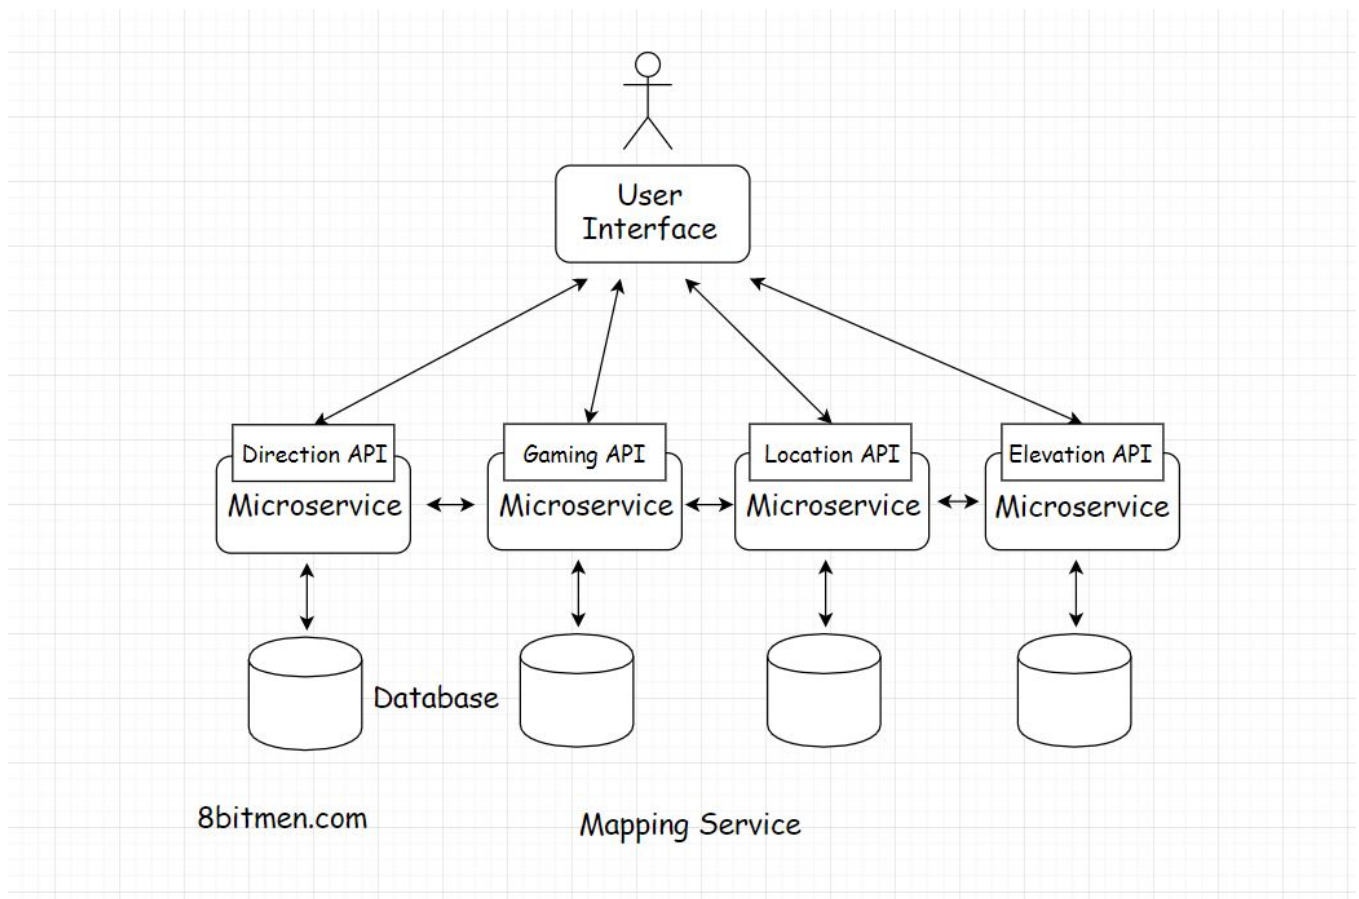 User
Interface
Direction API
Gaming API
Location API
Elevation API
Microservice
Microservice
Microservice
Microservice
Database
8bitmen.com
Mapping Service